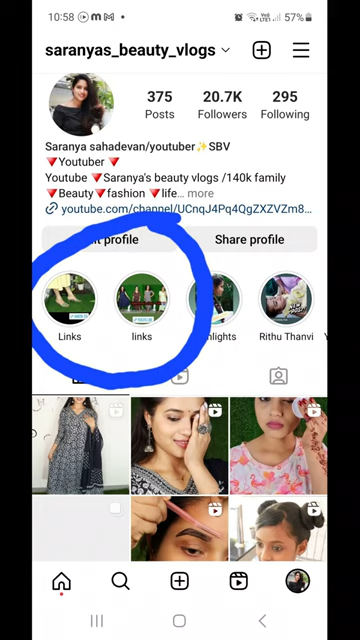 10:58
57%
saranyas_beauty_vlogs
375 20.7K 295
Posts Followers Following
Saranya sahadevan/youtuber✨SBV
🔻Youtuber 🔻
Youtube 🔻Saranya's beauty vlogs /140k family
🔻Beauty🔻fashion 🔻life... more
youtube.com/channel/UCnqJ4Pq4QgZXZVZm8...
profile Share profile
Links links Rithu Thanvi